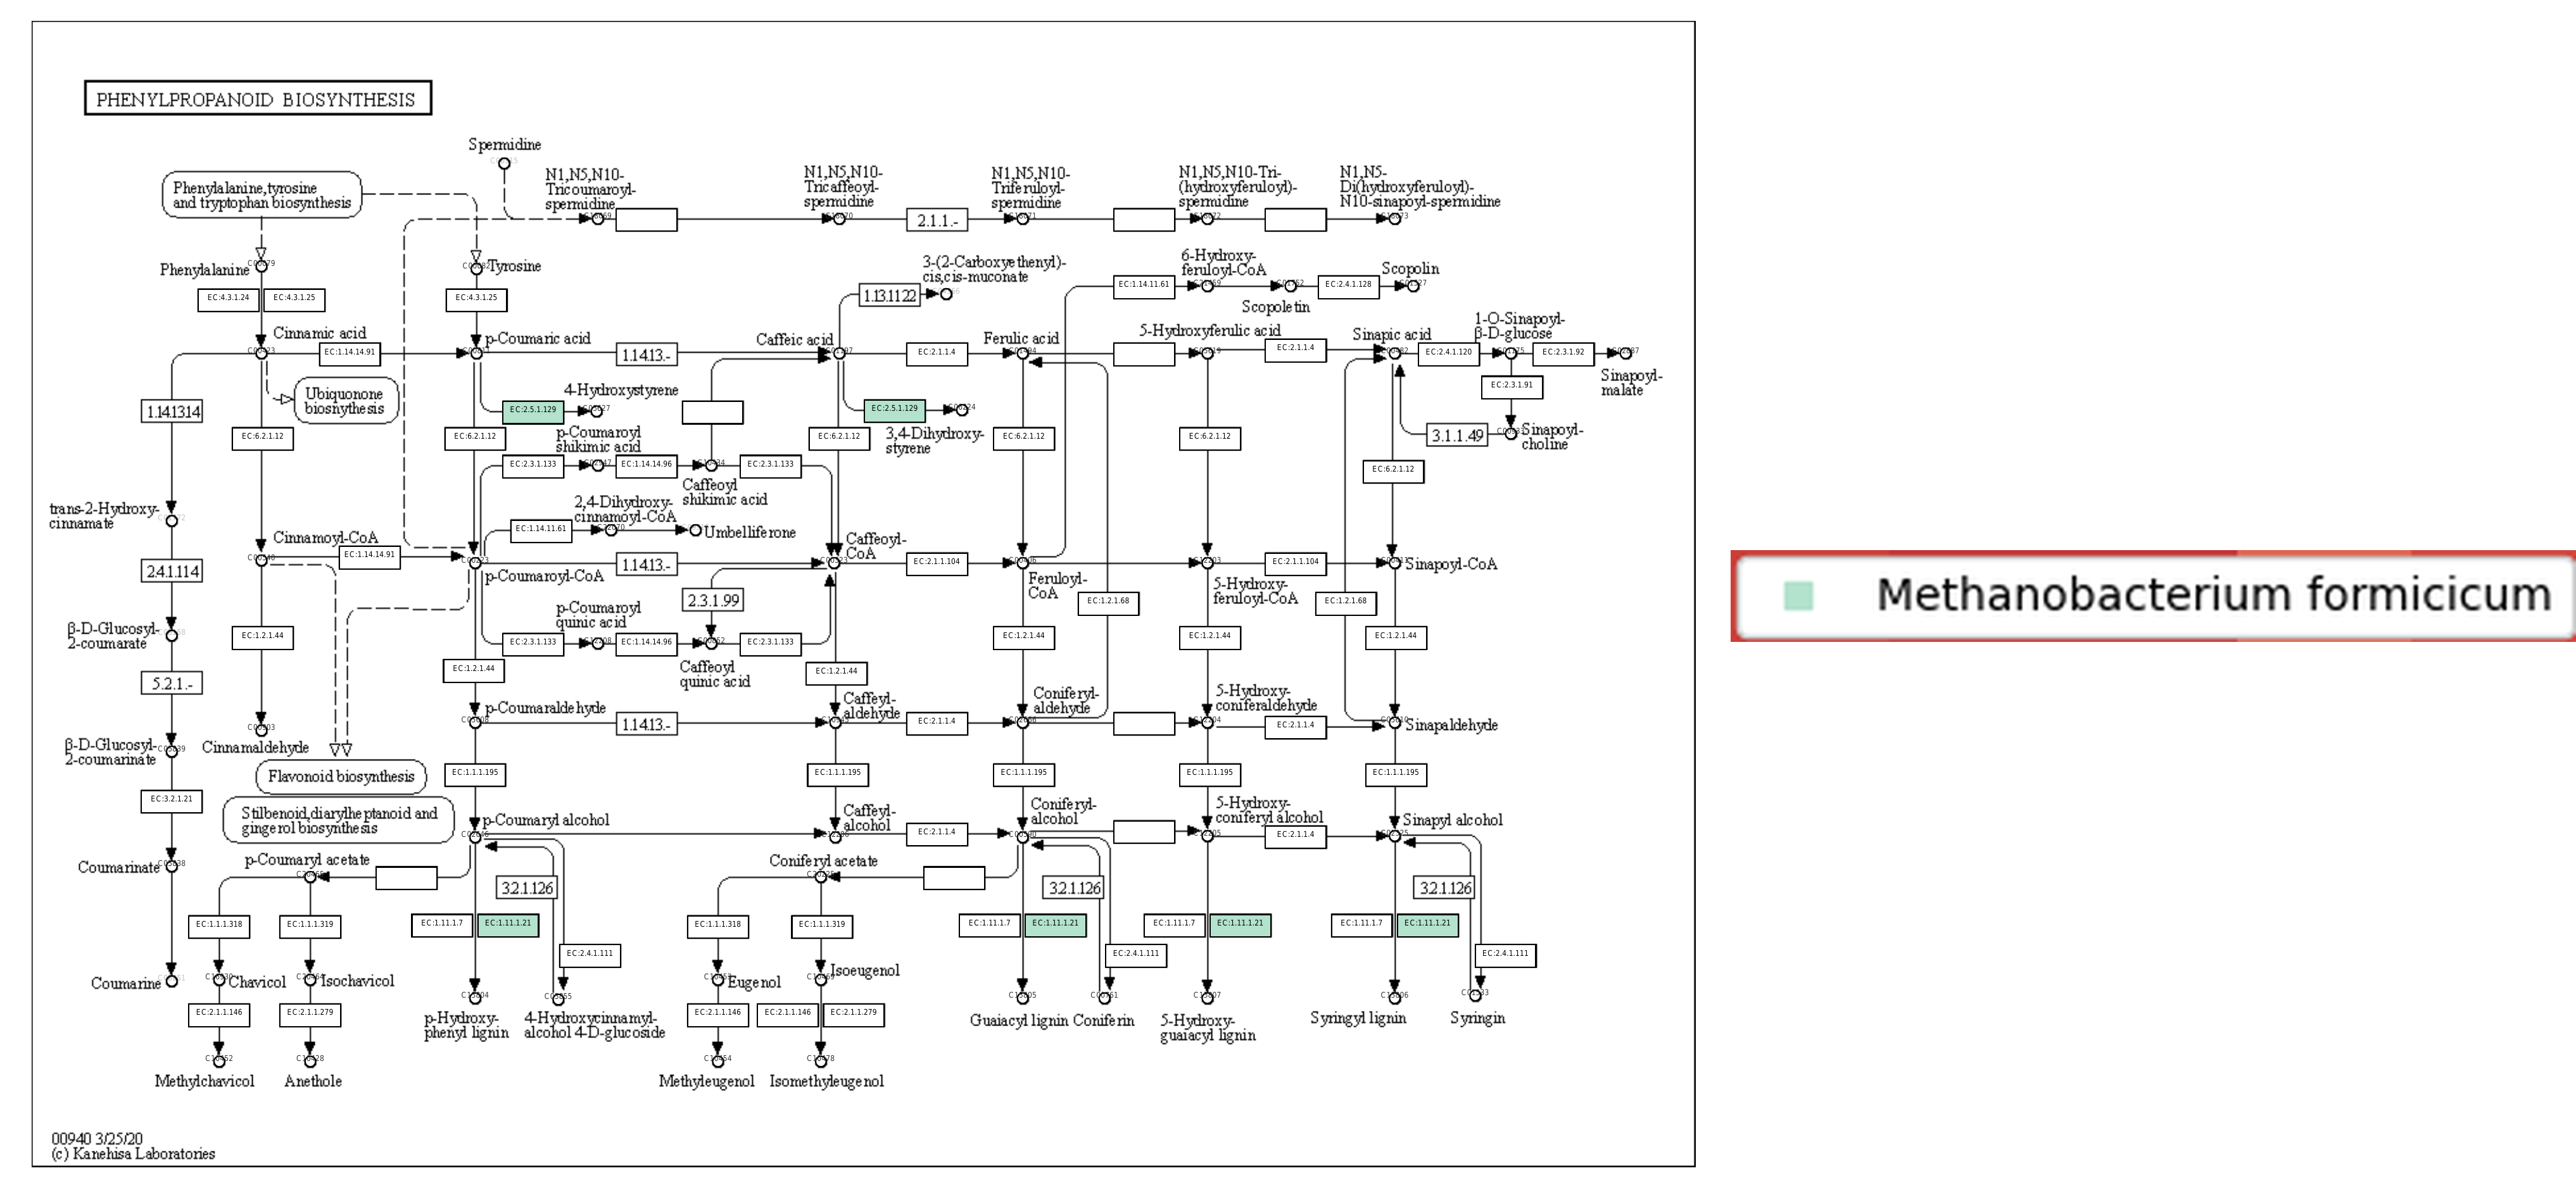 PHENYLPROPANOID BIOSYNTHESIS
Spermidine
Phenylalanine,tyrosine
and tryptophan biosynthesis
N1,N5,N10-
Tricoumaroyl-
spermidine
N1,N5,N10-
Tricaffeoyl-
spermidine
2.1.1.-
N1,N5,N10-
Triferuloyl-
spermidine
N1,N5,N10-Tri-
(hydroxyferuloyl)-
spermidine
N1,N5-
Di(hydroxyferuloyl)-
N10-sinapoyl-spermidine
Phenylalanine
Tyrosine
3-(2-Carboxyethenyl)-
cis,cis-muconate
1.13.1122
6-Hydroxy-
feruloyl-CoA
Scopolin
EC:1.14.11.61
EC:2.4.1.128
Scopoletin
EC:4.3.1.24
EC:4.3.1.25
EC:4.3.1.25
Cinnamic acid
EC:1.14.14.91
p-Coumaric acid
1.14.13.-
Caffeic acid
EC:2.1.1.4
Ferulic acid
5-Hydroxyferulic acid
EC:2.1.1.4
Sinapic acid
EC:2.4.1.120
1-O-Sinapoyl-
β-D-glucose
EC:2.3.1.92
Sinapoyl-
malate
EC:2.3.1.91
Ubiquonone
biosnythesis
4-Hydroxystyrene
EC:2.5.1.129
EC:2.5.1.129
3,4-Dihydroxy-
styrene
1.14.1314
EC:6.2.1.12
EC:6.2.1.12
EC:6.2.1.12
EC:6.2.1.12
EC:6.2.1.12
3.1.1.49
Sinapoyl-
choline
EC:6.2.1.12
p-Coumaroyl
shikimic acid
EC:2.3.1.133
EC:1.14.14.96
EC:2.3.1.133
Caffeoyl
shikimic acid
trans-2-Hydroxy-
cinnamate
2,4-Dihydroxy-
cinnamoyl-CoA
EC:1.14.11.61
Umbelliferone
Cinnamoyl-CoA
EC:1.14.14.91
p-Coumaroyl-CoA
1.14.13.-
Caffeoyl-
CoA
EC:2.1.1.104
Feruloyl-
CoA
5-Hydroxy-
feruloyl-CoA
EC:2.1.1.104
Sinapoyl-CoA
2.4.1.114
2.3.1.99
EC:1.2.1.68
EC:1.2.1.68
Methanobacterium formicicum
p-Coumaroyl
quinic acid
EC:2.3.1.133
EC:1.14.14.96
EC:2.3.1.133
Caffeoyl
quinic acid
β-D-Glucosyl-
2-coumarate
EC:1.2.1.44
EC:1.2.1.44
EC:1.2.1.44
EC:1.2.1.44
EC:1.2.1.44
EC:1.2.1.44
5.2.1.-
p-Coumaraldehyde
1.14.13.-
Caffeyl-
aldehyde
EC:2.1.1.4
Coniferyl-
aldehyde
5-Hydroxy-
coniferaldehyde
EC:2.1.1.4
Sinapaldehyde
β-D-Glucosyl-
2-coumarinate
Cinnamaldehyde
Flavonoid biosynthesis
EC:1.1.1.195
EC:1.1.1.195
EC:1.1.1.195
EC:1.1.1.195
EC:1.1.1.195
EC:3.2.1.21
Stilbenoid,diarylheptanoid and
gingerol biosynthesis
p-Coumaryl alcohol
Caffeyl-
alcohol
EC:2.1.1.4
Coniferyl-
alcohol
5-Hydroxy-
coniferyl alcohol
EC:2.1.1.4
Sinapyl alcohol
Coumarinate
p-Coumaryl acetate
Coniferyl acetate
3.2.1.126
3.2.1.126
3.2.1.126
EC:1.1.1.318
EC:1.1.1.319
EC:1.11.1.7
EC:1.11.1.21
EC:1.1.1.318
EC:1.1.1.319
EC:1.11.1.7
EC:1.11.1.21
EC:1.11.1.7
EC:1.11.1.21
EC:1.11.1.7
EC:1.11.1.21
EC:2.4.1.111
EC:2.4.1.111
EC:2.4.1.111
Coumarine
Chavicol
Isochavicol
Eugenol
Isoeugenol
EC:2.1.1.146
EC:2.1.1.279
EC:2.1.1.146
EC:2.1.1.146
EC:2.1.1.279
p-Hydroxy-
phenyl lignin
4-Hydroxycinnamyl-
alcohol 4-D-glucoside
Guaiacyl lignin
Coniferin
5-Hydroxy-
guaiacyl lignin
Syringyl lignin
Syringin
Methylchavicol
Anethole
Methyleugenol
Isomethyleugenol
00940 3/25/20
(c) Kanehisa Laboratories